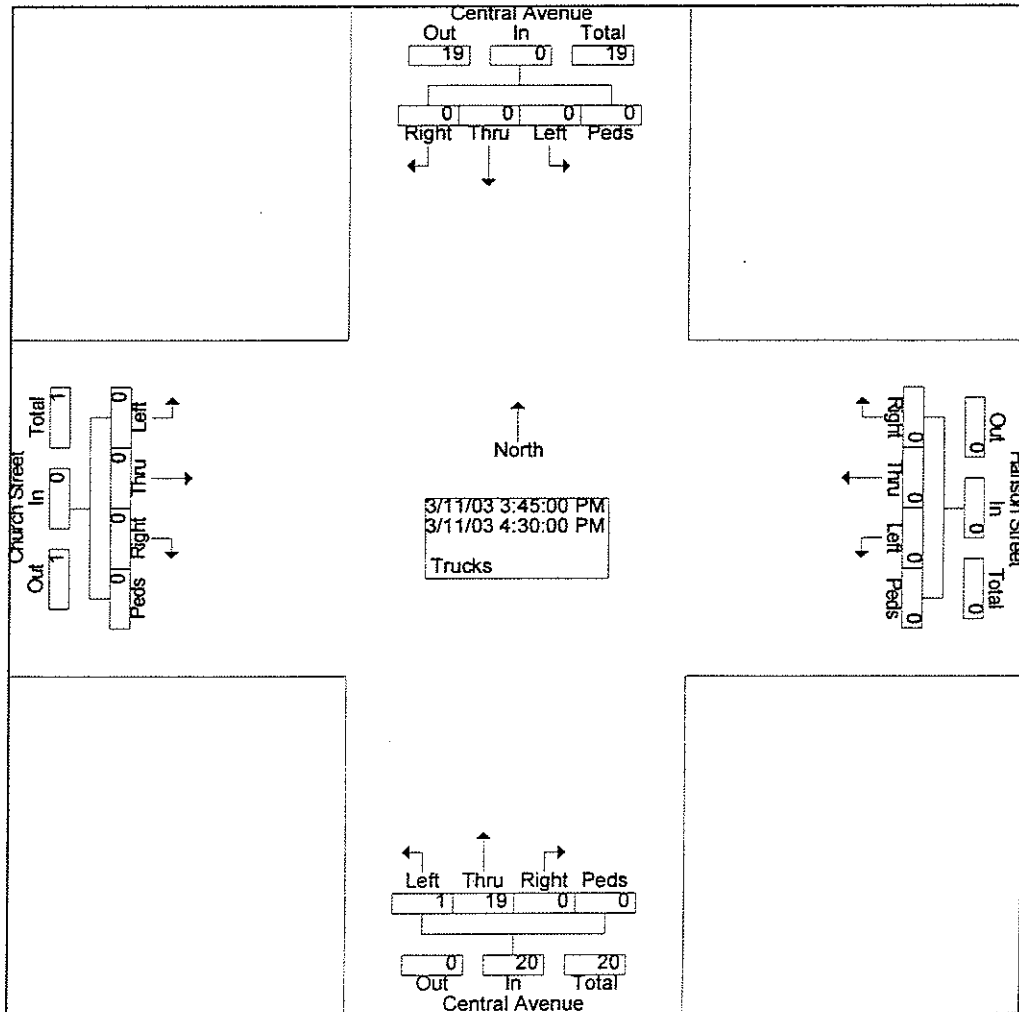 Central Avenue
Out In Total
19 0 19
0 0 0 0
Right Thru Left Peds
Church Street
Total In Out
1 0 1
0 0 0 0
Left Thru Right Peds
North
3/11/03 3:45:00 PM
3/11/03 4:30:00 PM
Trucks
Right Thru Left Peds
0 0 0 0
Out In Total
0 0 0
Street
Left Thru Right Peds
1 19 0 0
0 20 20
Out In Total
Central Avenue